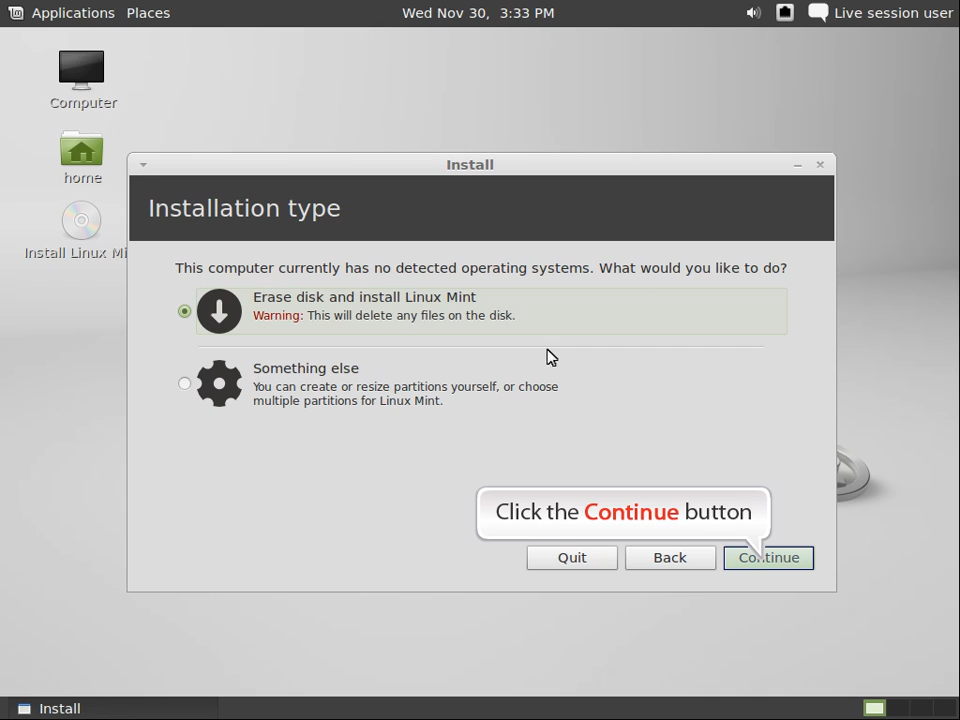 Applications Places
Wed Nov 30, 3:33 PM
Live session user
Computer
home
Install Linux Mi
Install
Installation type
This computer currently has no detected operating systems. What would you like to do?
Erase disk and install Linux Mint
Warning: This will delete any files on the disk.
Something else
You can create or resize partitions yourself, or choose
multiple partitions for Linux Mint.
Click the Continue button
Quit
Back
Continue
Install